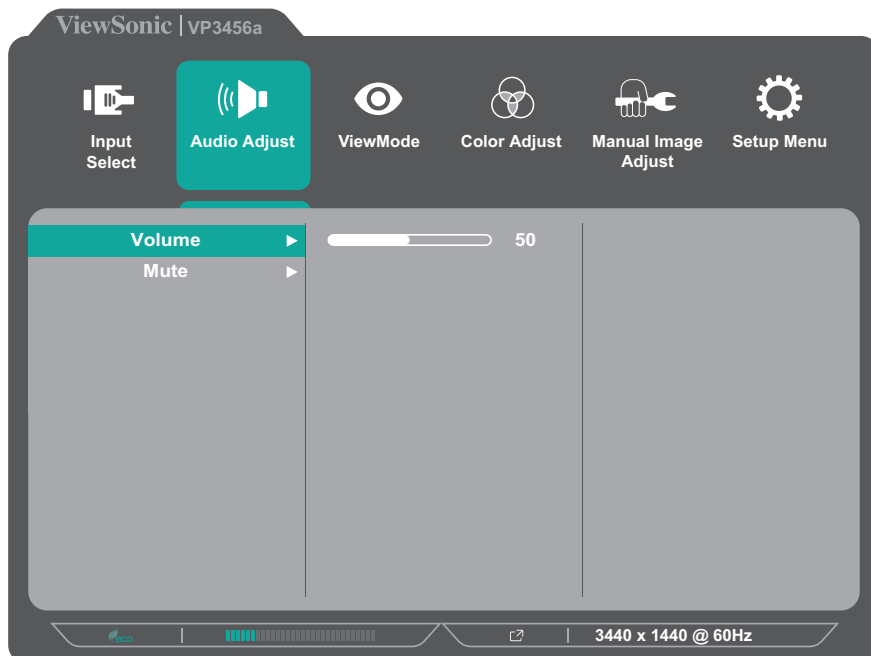 ViewSonic | VP3456a
Input Select
Audio Adjust
ViewMode
Color Adjust
Manual Image Adjust
Setup Menu
Volume 50
Mute
eco
3440 x 1440 @ 60Hz